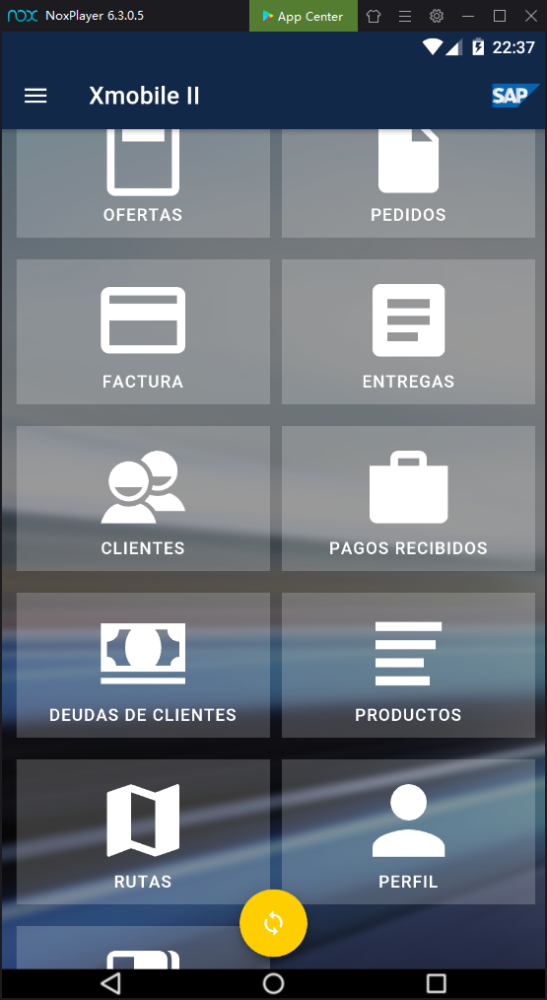 NoxPlayer 6.3.0.5
App Center
22:37
Xmobile II
SAP
OFERTAS
PEDIDOS
FACTURA
ENTREGAS
CLIENTES
PAGOS RECIBIDOS
DEUDAS DE CLIENTES
PRODUCTOS
RUTAS
PERFIL